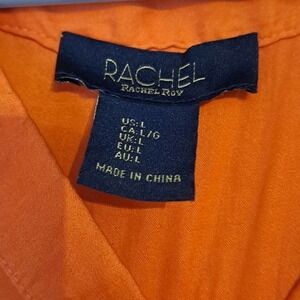 RACHEL
RACHEL ROY
US: L
CA: L/G
UK: L
EU: L
AU: L
MADE IN CHINA